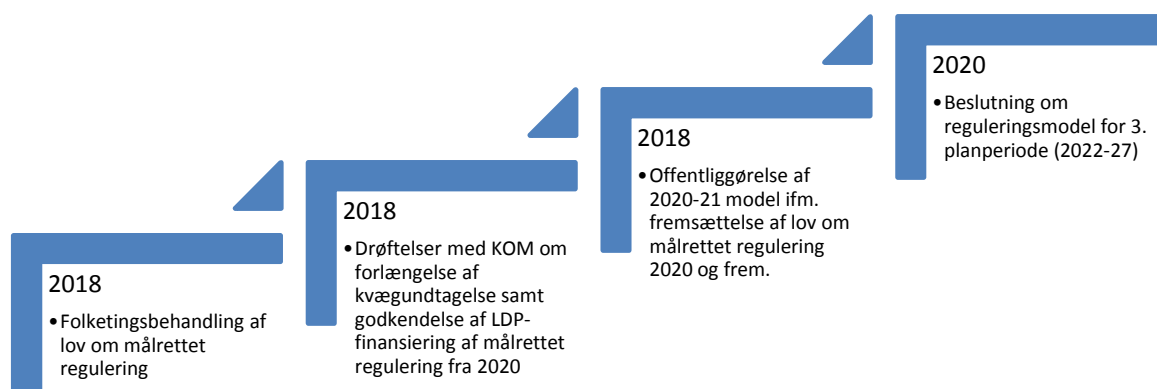 2018
•Folketingsbehandling af
lov om målrettet
regulering
2018
•Drøftelser med KOM om
forlængelse af
kvægundtagelse samt
godkendelse af LDP-
finansiering af målrettet
regulering fra 2020
2018
•Offentliggørelse af
2020-21 model ifm.
fremsættelse af lov om
målrettet regulering
2020 og frem.
2020
•Beslutning om
reguleringsmodel for 3.
planperiode (2022-27)